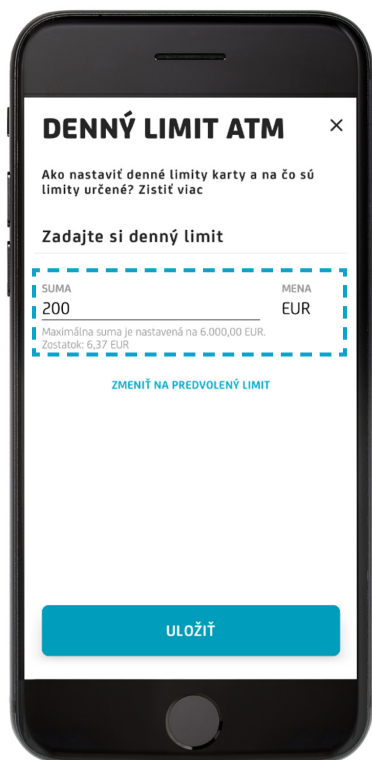 DENNÝ LIMIT ATM ×
Ako nastaviť denné limity karty a na čo sú
limity určené? Zistiť viac
Zadajte si denný limit
SUMA MENA
200 EUR
Maximálna suma je nastavená na 6.000,00 EUR.
Zostatok: 6,37 EUR
ZMENIŤ NA PREDVOLENÝ LIMIT
ULOŽIŤ